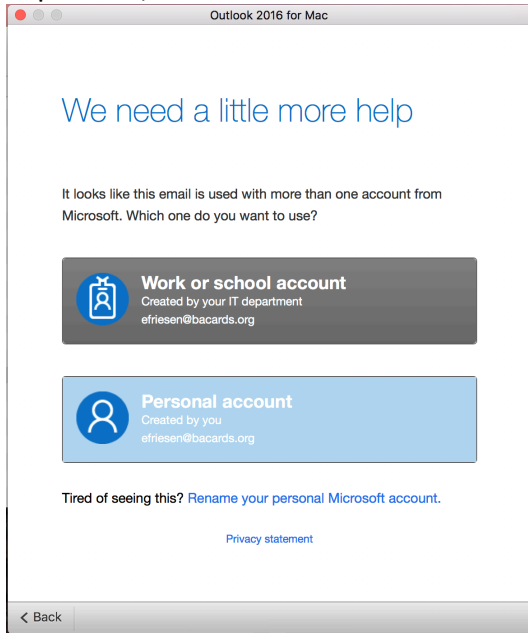 Outlook 2016 for Mac
We need a little more help
It looks like this email is used with more than one account from
Microsoft. Which one do you want to use?
Work or school account
Created by your IT department
efriesen@bacards.org
Personal account
Created by you
efriesen@bacards.org
Tired of seeing this? Rename your personal Microsoft account.
Privacy statement
Back